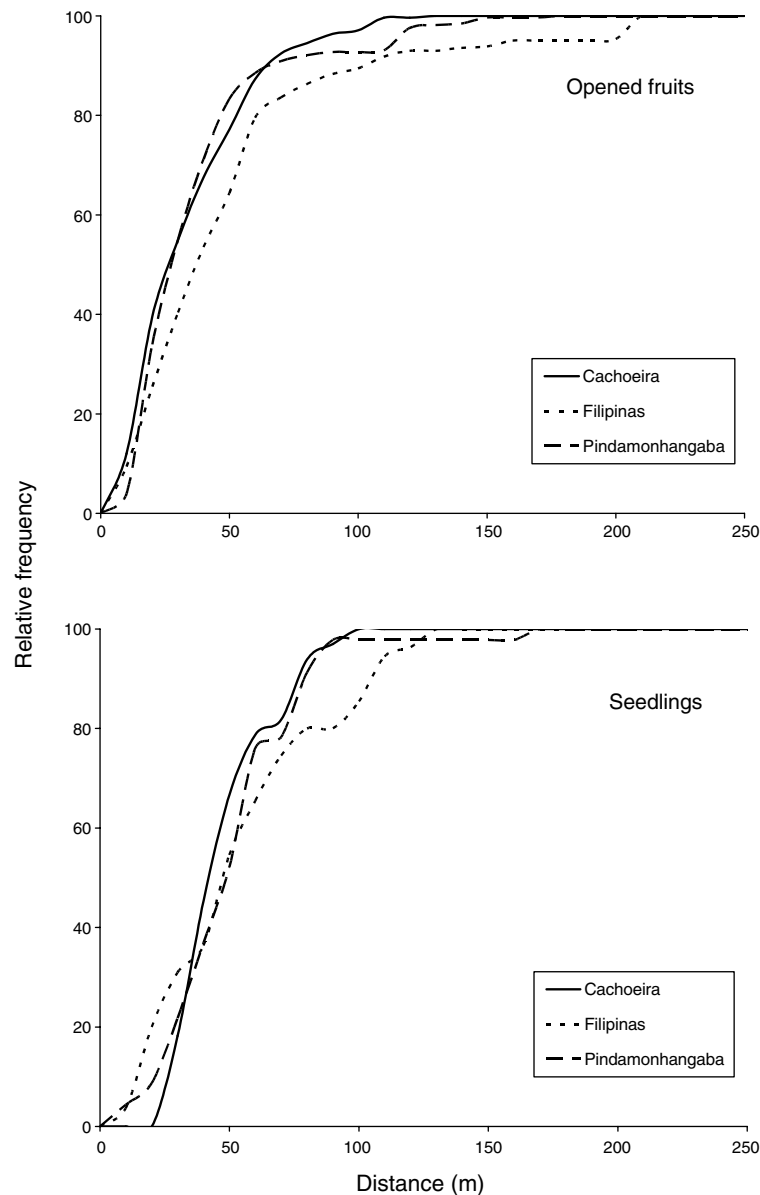 100
80
60
40
20
0
0 50 100 150 200 250
Opened fruits
Cachoeira
Filipinas
Pindamonhangaba
Relative frequency
100
80
60
40
20
0
0 50 100 150 200 250
Seedlings
Cachoeira
Filipinas
Pindamonhangaba
Distance (m)